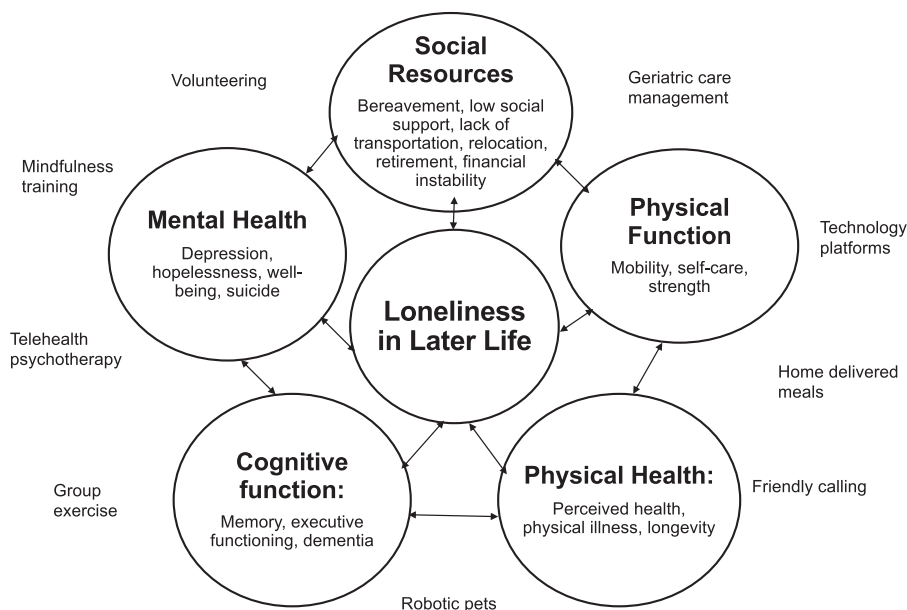 Social
Resources
Bereavement, low social
support, lack of
transportation, relocation,
retirement, financial
instability
Volunteering
Geriatric care
management
Mindfulness
training
Mental Health
Depression,
hopelessness, well-
being, suicide
Physical
Function
Mobility, self-care,
strength
Technology
platforms
Loneliness
in Later Life
Telehealth
psychotherapy
Home delivered
meals
Cognitive
function:
Memory, executive
functioning, dementia
Physical Health:
Perceived health,
physical illness, longevity
Group
exercise
Friendly calling
Robotic pets